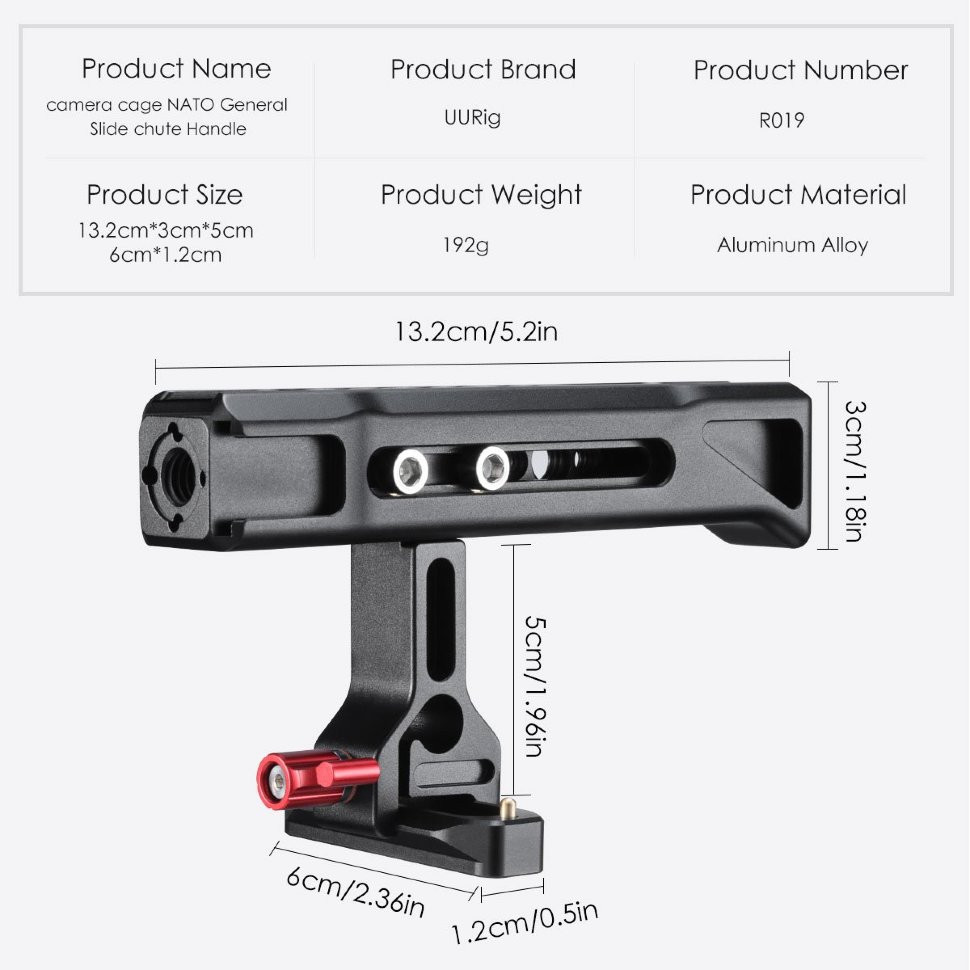 Product Name
camera cage NATO General
Slide chute Handle
Product Brand
UURig
Product Number
R019
Product Size
13.2cm*3cm*5cm
6cm*1.2cm
Product Weight
192g
Product Material
Aluminum Alloy
13.2cm/5.2in
3cm/1.18in
5cm/1.96in
6cm/2.36in
1.2cm/0.5in